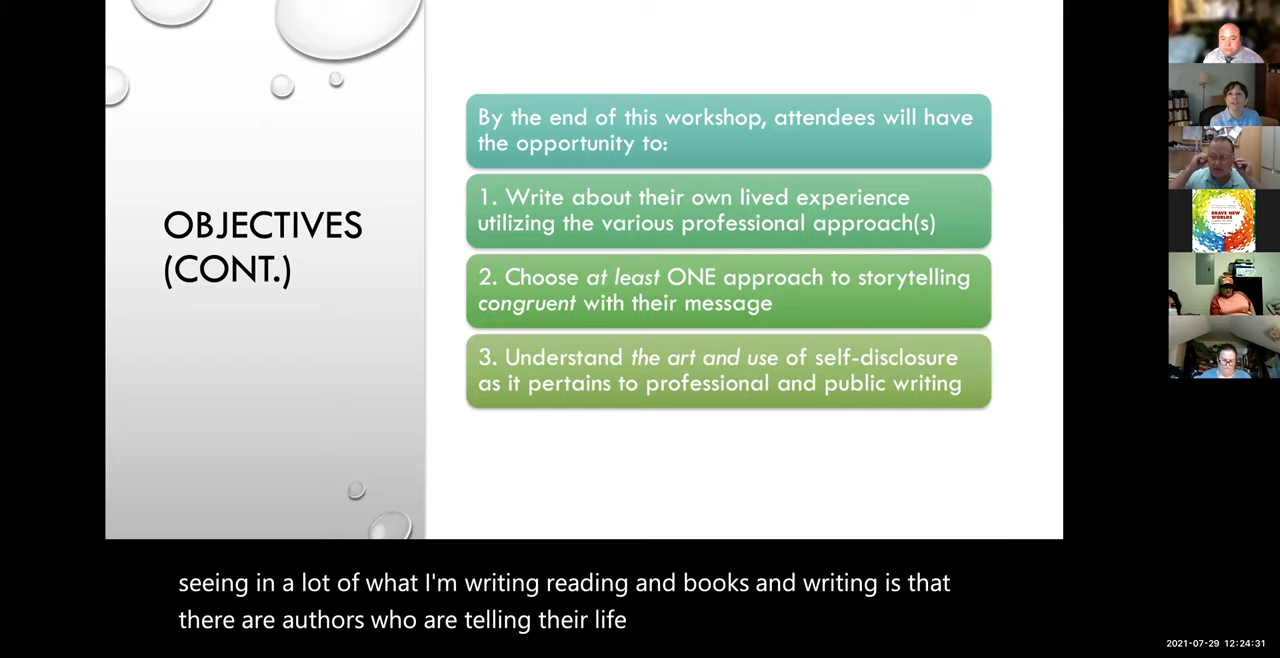 OBJECTIVES
(CONT.)
By the end of this workshop, attendees will have
the opportunity to:
1. Write about their own lived experience
utilizing the various professional approach(s)
2. Choose at least ONE approach to storytelling
congruent with their message
3. Understand the art and use of self-disclosure
as it pertains to professional and public writing
BRAVE NEW
WORLDS
seeing in a lot of what I'm writing reading and books and writing is that
there are authors who are telling their life
2021-07-29 12:24:31